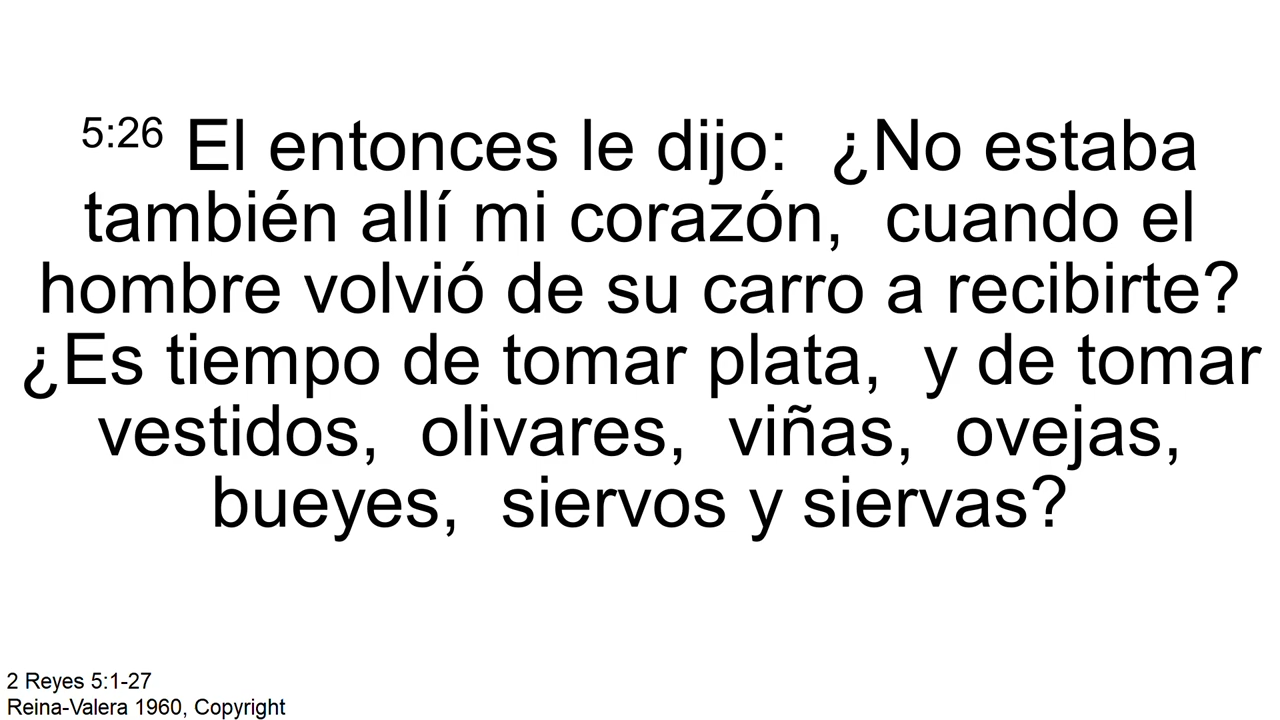 5:26 El entonces le dijo:  ¿No estaba
también allí mi corazón,  cuando el
hombre volvió de su carro a recibirte?
¿Es tiempo de tomar plata,  y de tomar
vestidos,  olivares,  viñas,  ovejas,
bueyes,  siervos y siervas?
2 Reyes 5:1-27
Reina-Valera 1960, Copyright